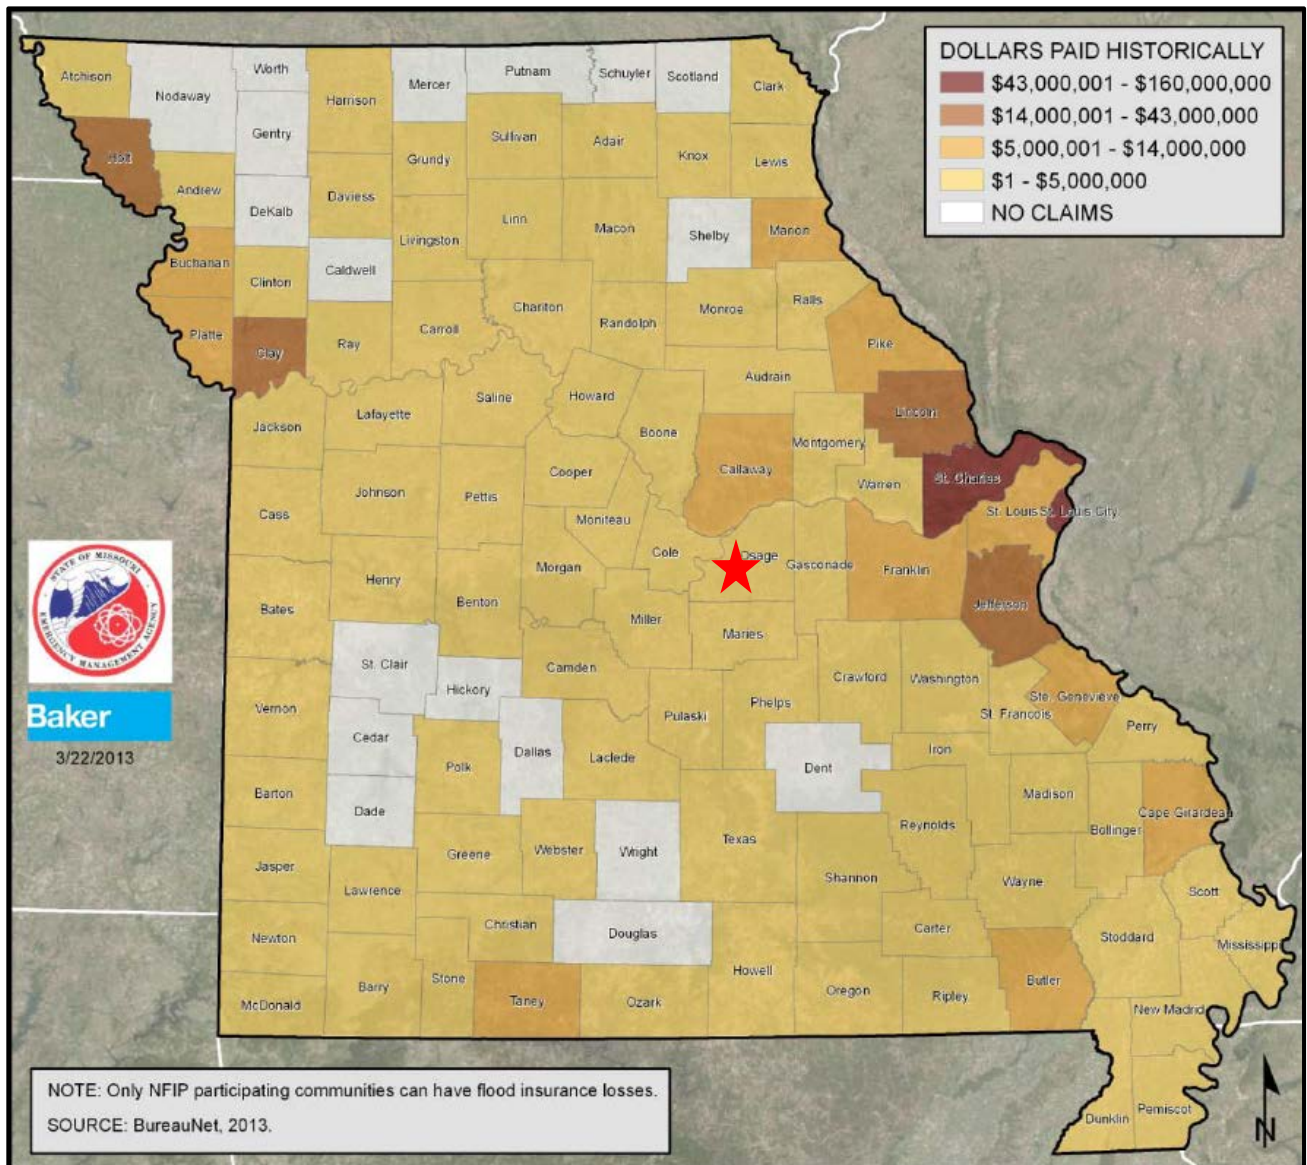 DOLLARS PAID HISTORICALLY
$43,000,001 - $160,000,000
$14,000,001 - $43,000,000
$5,000,001 - $14,000,000
$1 - $5,000,000
NO CLAIMS
Atchison
Nodaway
Worth
Harrison
Mercer
Putnam
Schuyler
Scotland
Clark
Holt
Gentry
Grundy
Sullivan
Adair
Knox
Lewis
Andrew
DeKalb
Daviess
Livingston
Linn
Macon
Shelby
Marion
Buchanan
Clinton
Caldwell
Chariton
Randolph
Monroe
Ralls
Platte
Clay
Ray
Carroll
Pike
Audrain
Jackson
Lafayette
Saline
Howard
Boone
Callaway
Montgomery
Lincoln
Warren
St. Charles
St. Louis
St. Louis City
Cass
Johnson
Pettis
Cooper
Moniteau
Cole
Osage
Gasconade
Franklin
Jefferson
STATE OF MISSOURI
EMERGENCY MANAGEMENT AGENCY
Bates
Henry
Benton
Morgan
Miller
Maries
Baker
3/22/2013
Vernon
St. Clair
Hickory
Camden
Pulaski
Phelps
Crawford
Washington
St. Francois
Ste. Genevieve
Perry
Cedar
Polk
Dallas
Laclede
Dent
Iron
Madison
Bollinger
Cape Girardeau
Barton
Dade
Greene
Webster
Wright
Texas
Shannon
Reynolds
Wayne
Scott
Jasper
Lawrence
Christian
Douglas
Carter
Stoddard
Mississippi
Newton
McDonald
Barry
Stone
Taney
Ozark
Howell
Oregon
Ripley
Butler
New Madrid
Dunklin
Pemiscot
NOTE: Only NFIP participating communities can have flood insurance losses.
SOURCE: BureauNet, 2013.
N